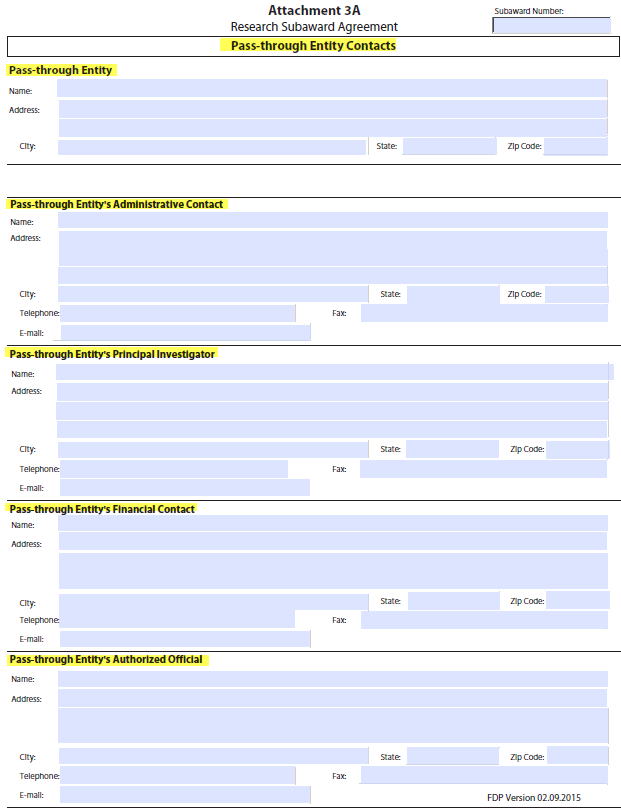 Attachment 3A
Subaward Number:
Research Subaward Agreement
Pass-through Entity Contacts
Pass-through Entity
Name:
Address:
City: State: Zip Code:
Pass-through Entity's Administrative Contact
Name:
Address:
City: State: Zip Code:
Telephone: Fax:
E-mail:
Pass-through Entity's Principal Investigator
Name:
Address:
City: State: Zip Code:
Telephone: Fax:
E-mail:
Pass-through Entity's Financial Contact
Name:
Address:
City: State: Zip Code:
Telephone: Fax:
E-mail:
Pass-through Entity's Authorized Official
Name:
Address:
City: State: Zip Code:
Telephone: Fax:
E-mail:
FDP Version 02.09.2015